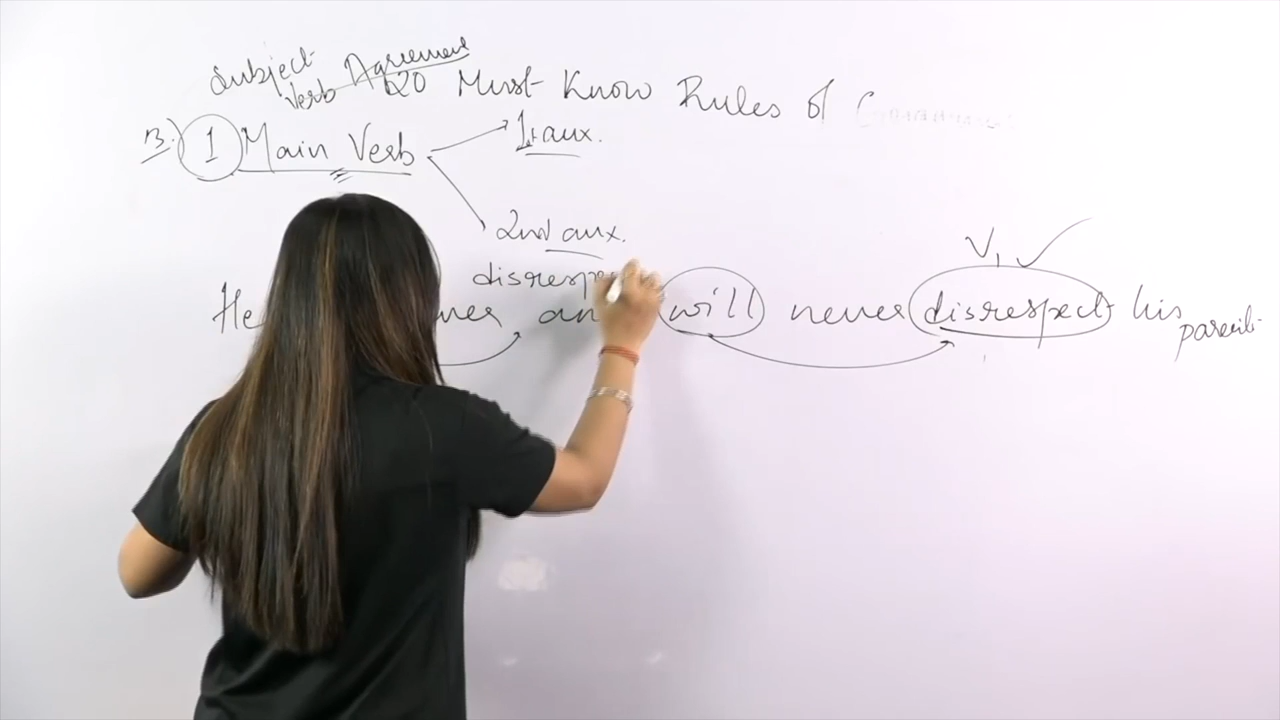 Subject-
Verb Agreement
120 Must Know Rules of
B.) 1 Main Verb
1st aux.
2nd aux.
V1 ✓
He will never disrespect his
parents